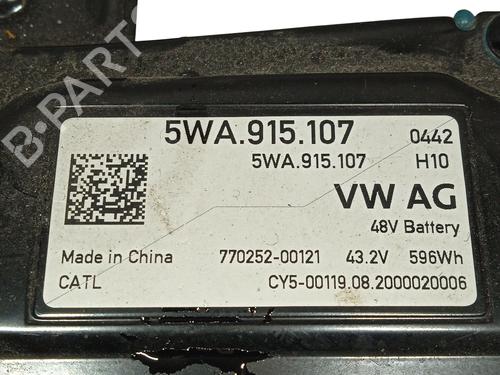 B-PARTS
5WA.915.107 0442
5WA.915.107 H10
VW AG
48V Battery
Made in China 770252-00121 43.2V 596Wh
CATL CY5-00119.08.2000020006